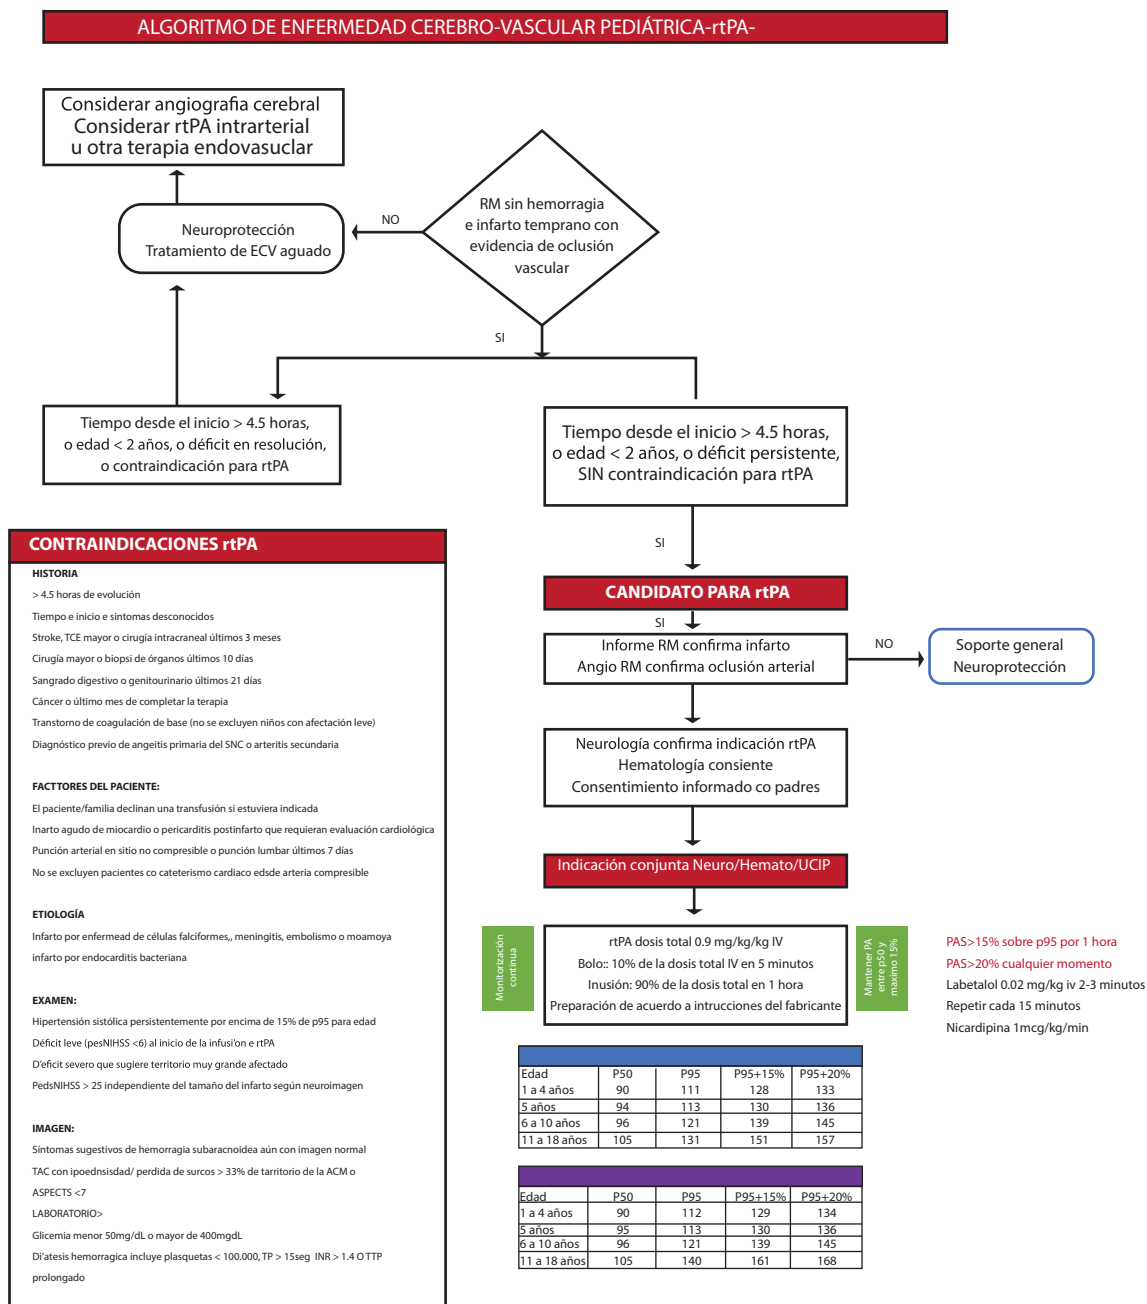 ALGORITMO DE ENFERMEDAD CEREBRO-VASCULAR PEDIÁTRICA-rtPA-
Considerar angiografia cerebral
Considerar rtPA intrarterial
u otra terapia endovasuclar
Neuroprotección
Tratamiento de ECV aguado
NO
RM sin hemorragia
e infarto temprano con
evidencia de oclusión
vascular
SI
Tiempo desde el inicio > 4.5 horas,
o edad < 2 años, o déficit en resolución,
o contraindicación para rtPA
Tiempo desde el inicio > 4.5 horas,
o edad < 2 años, o déficit persistente,
SIN contraindicación para rtPA
SI
CANDIDATO PARA rtPA
SI
Informe RM confirma infarto
Angio RM confirma oclusión arterial
NO
Soporte general
Neuroprotección
Neurología confirma indicación rtPA
Hematología consiente
Consentimiento informado co padres
Indicación conjunta Neuro/Hemato/UCIP
Monitorización
continua
rtPA dosis total 0.9 mg/kg/kg IV
Bolo:: 10% de la dosis total IV en 5 minutos
Inusión: 90% de la dosis total en 1 hora
Preparación de acuerdo a intrucciones del fabricante
Mantener PA
entre p50 y
maximo 15%
PAS>15% sobre p95 por 1 hora
PAS>20% cualquier momento
Labetalol 0.02 mg/kg iv 2-3 minutos
Repetir cada 15 minutos
Nicardipina 1mcg/kg/min
Edad P50 P95 P95+15% P95+20%
1 a 4 años 90 111 128 133
5 años 94 113 130 136
6 a 10 años 96 121 139 145
11 a 18 años 105 131 151 157
Edad P50 P95 P95+15% P95+20%
1 a 4 años 90 112 129 134
5 años 95 113 130 136
6 a 10 años 96 121 139 145
11 a 18 años 105 140 161 168
CONTRAINDICACIONES rtPA
HISTORIA
> 4.5 horas de evolución
Tiempo e inicio e sintomas desconocidos
Stroke, TCE mayor o cirugía intracraneal últimos 3 meses
Cirugía mayor o biopsi de órganos últimos 10 días
Sangrado digestivo o genitourinario últimos 21 días
Cáncer o último mes de completar la terapia
Transtorno de coagulación de base (no se excluyen niños con afectación leve)
Diagnóstico previo de angeitis primaria del SNC o arteritis secundaria
FACTTORES DEL PACIENTE:
El paciente/familia declinan una transfusión si estuviera indicada
Inarto agudo de miocardio o pericarditis postinfarto que requieran evaluación cardiológica
Punción arterial en sitio no compresible o punción lumbar últimos 7 días
No se excluyen pacientes co cateterismo cardiaco edsde arteria compresible
ETIOLOGÍA
Infarto por enfermead de células falciformes,, meningitis, embolismo o moamoya
infarto por endocarditis bacteriana
EXAMEN:
Hipertensión sistólica persistentemente por encima de 15% de p95 para edad
Déficit leve (pesNIHSS <6) al inicio de la infusi'on e rtPA
D'eficit severo que sugiere territorio muy grande afectado
PedsNIHSS > 25 independiente del tamaño del infarto según neuroimagen
IMAGEN:
Síntomas sugestivos de hemorragia subaracnoidea aún con imagen normal
TAC con ipoednsisdad/ perdida de surcos > 33% de tarritorio de la ACM o
ASPECTS <7
LABORATORIO>
Glicemia menor 50mg/dL o mayor de 400mgdL
Di'atesis hemorragica incluye plasquetas < 100.000, TP > 15seg INR > 1.4 O TTP
prolongado